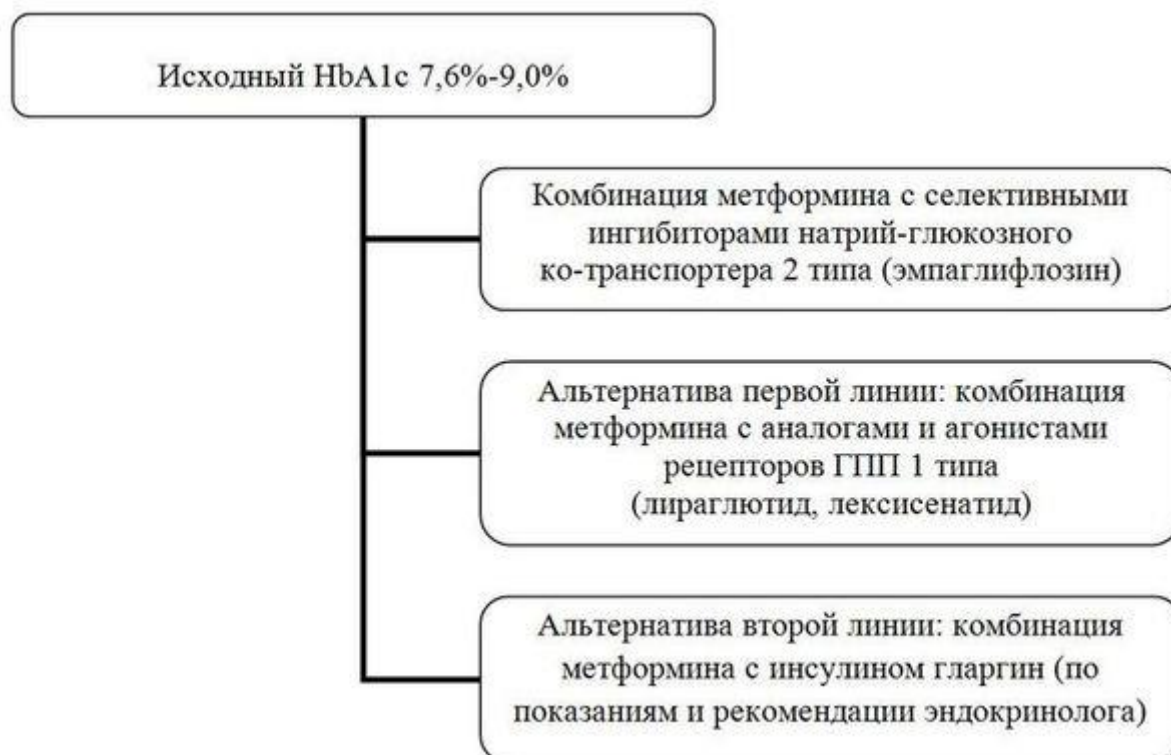 Исходный HbA1c 7,6%-9,0%
Комбинация метформина с селективными
ингибиторами натрий-глюкозного
ко-транспортера 2 типа (эмпаглифлозин)
Альтернатива первой линии: комбинация
метформина с аналогами и агонистами
рецепторов ГПП 1 типа
(лираглютид, лексисенатид)
Альтернатива второй линии: комбинация
метформина с инсулином гларгин (по
показаниям и рекомендации эндокринолога)